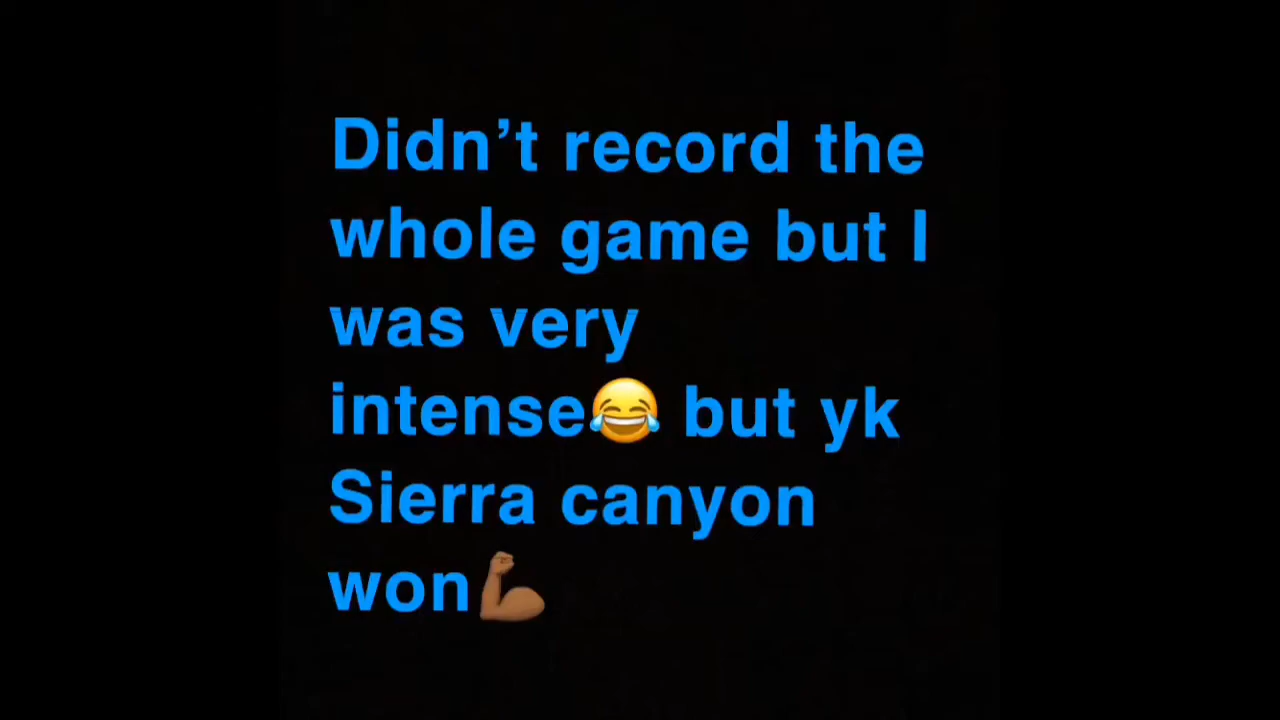 Didn’t record the
whole game but I
was very
intense😂 but yk
Sierra canyon
won💪🏾